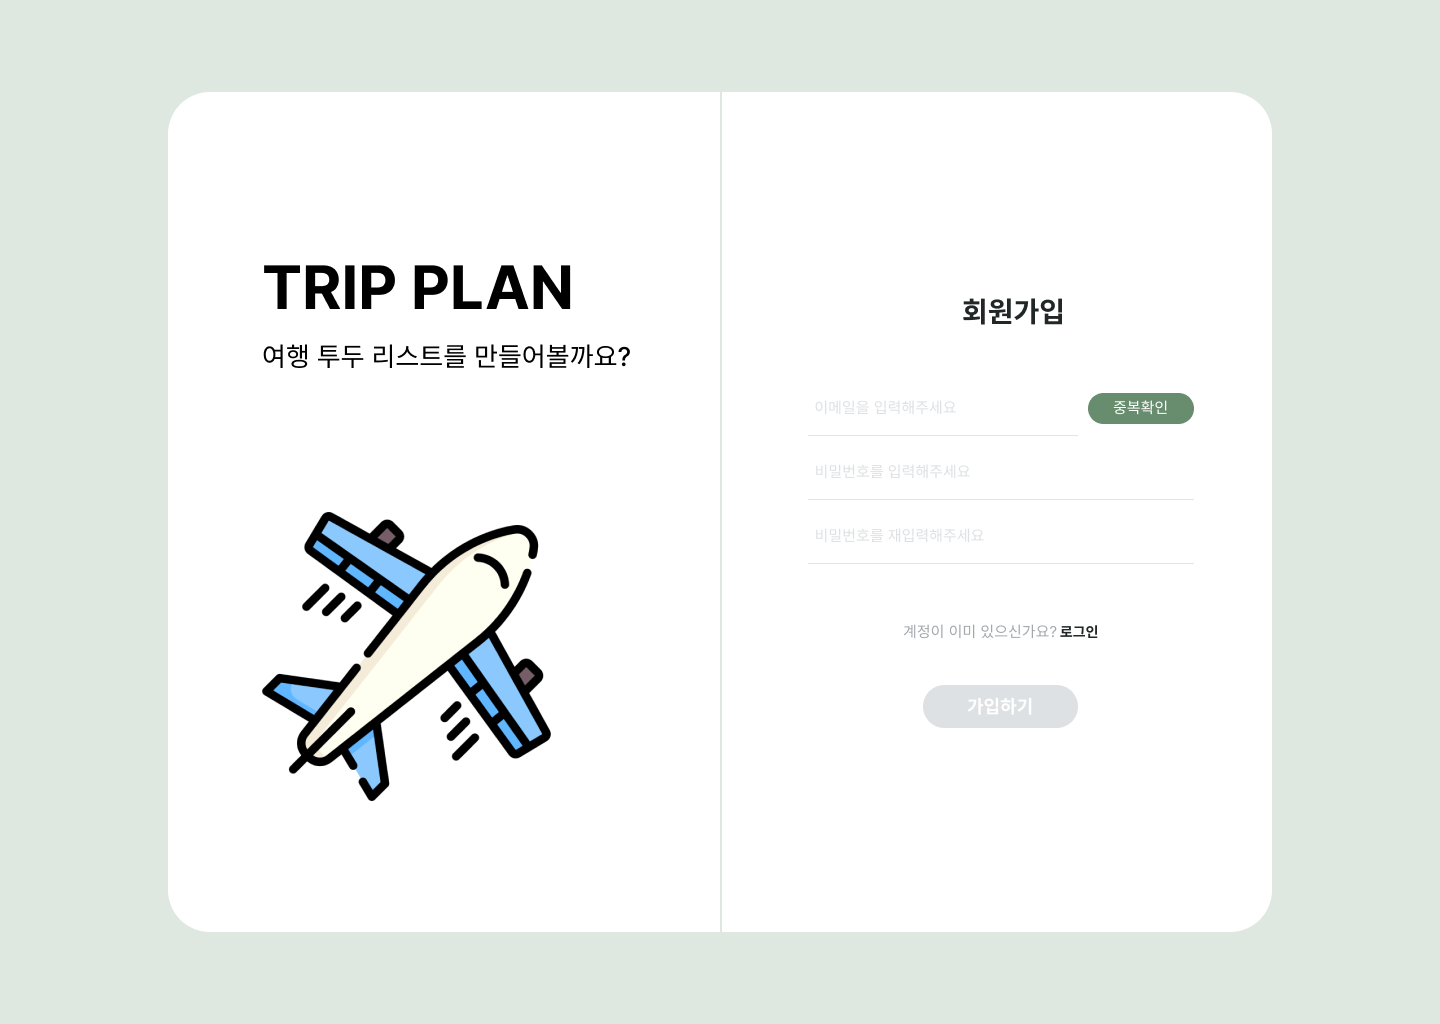 TRIP PLAN
여행 투두 리스트를 만들어볼까요?
회원가입
이메일을 입력해주세요
중복확인
비밀번호를 입력해주세요
비밀번호를 재입력해주세요
계정이 이미 있으신가요? 로그인
가입하기